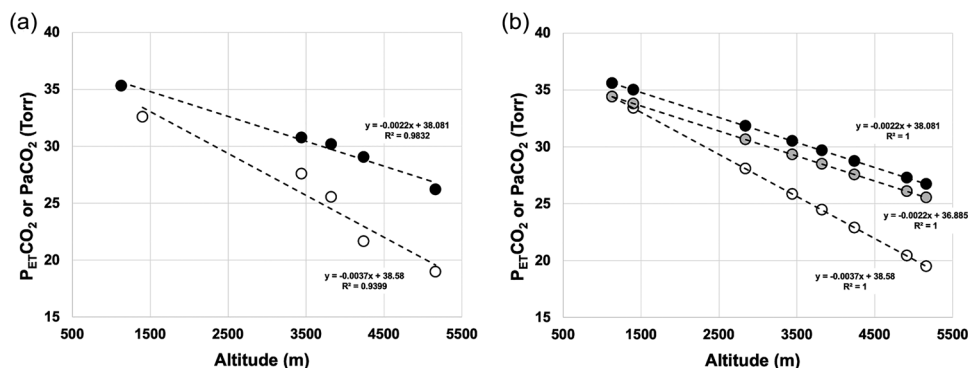 (a)
40
35
30
25
20
15
P_ETCO₂ or PaCO₂ (Torr)
y = -0.0022x + 38.081
R² = 0.9832
y = -0.0037x + 38.58
R² = 0.9399
500 1500 2500 3500 4500 5500
Altitude (m)
(b)
40
35
30
25
20
15
P_ETCO₂ or PaCO₂ (Torr)
y = -0.0022x + 38.081
R² = 1
y = -0.0022x + 36.885
R² = 1
y = -0.0037x + 38.58
R² = 1
500 1500 2500 3500 4500 5500
Altitude (m)